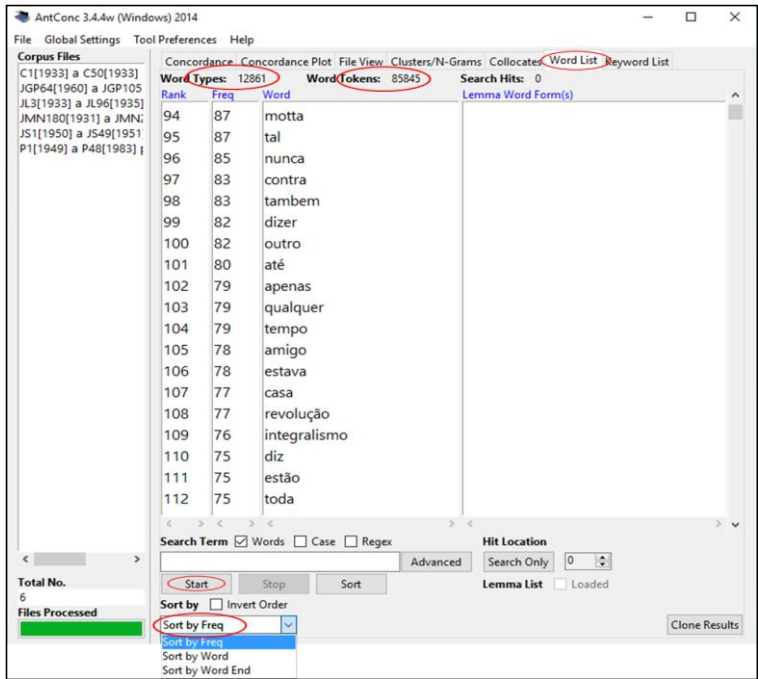 AntConc 3.4.4w (Windows) 2014
File Global Settings Tool Preferences Help
Corpus Files
C1[1933] a C50[1933]
JGP64[1960] a JGP105
JL3[1933] a JL96[1935]
JMN180[1931] a JMN
JS1[1950] a JS49[1951
P1[1949] a P48[1983]
Concordance Concordance Plot File View Clusters/N-Grams Collocates Word List Keyword List
Word Types: 12861 Word Tokens: 85845 Search Hits: 0
Rank Freq Word Lemma Word Form(s)
94 87 motta
95 87 tal
96 85 nunca
97 83 contra
98 83 tambem
99 82 dizer
100 82 outro
101 80 até
102 79 apenas
103 79 qualquer
104 79 tempo
105 78 amigo
106 78 estava
107 77 casa
108 77 revolução
109 76 integralismo
110 75 diz
111 75 estão
112 75 toda
Search Term Words Case Regex Hit Location
Advanced Search Only 0
Start Stop Sort Lemma List Loaded
Sort by Invert Order
Sort by Freq Clone Results
Sort by Freq
Sort by Word
Sort by Word End
Total No.
6
Files Processed